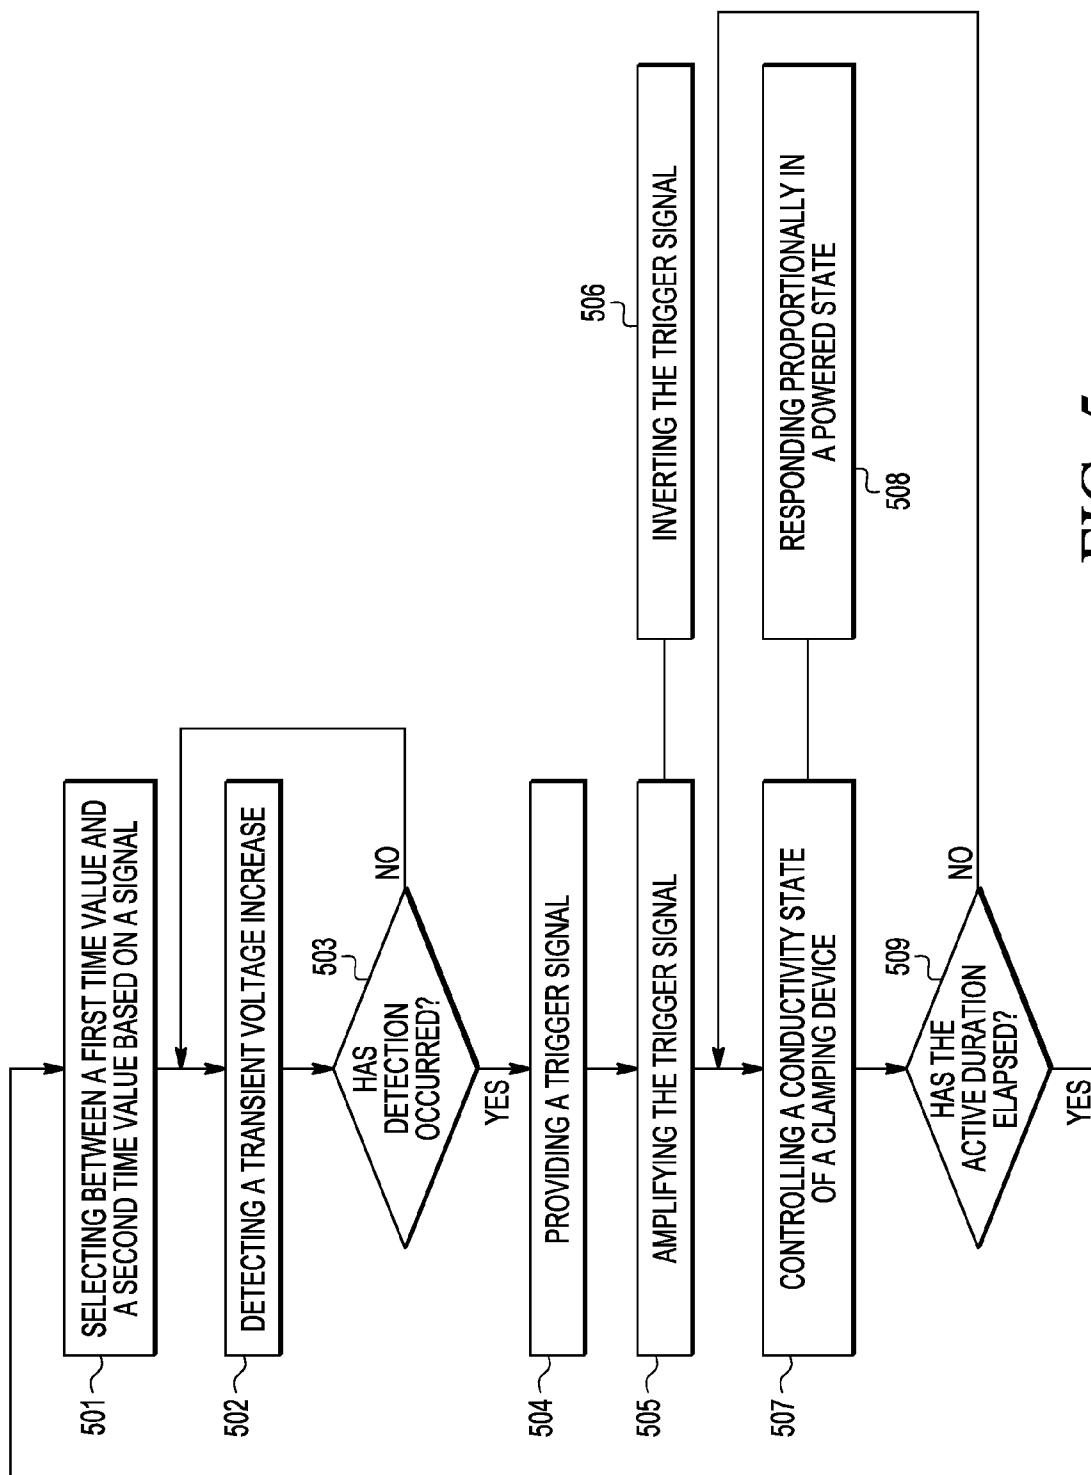 501
SELECTING BETWEEN A FIRST TIME VALUE AND
A SECOND TIME VALUE BASED ON A SIGNAL
502
DETECTING A TRANSIENT VOLTAGE INCREASE
503
HAS
DETECTION
OCCURRED?
NO
YES
504
PROVIDING A TRIGGER SIGNAL
505
AMPLIFYING THE TRIGGER SIGNAL
506
INVERTING THE TRIGGER SIGNAL
507
CONTROLLING A CONDUCTIVITY STATE
OF A CLAMPING DEVICE
RESPONDING PROPORTIONALLY IN
A POWERED STATE
508
509
HAS THE
ACTIVE DURATION
ELAPSED?
NO
YES